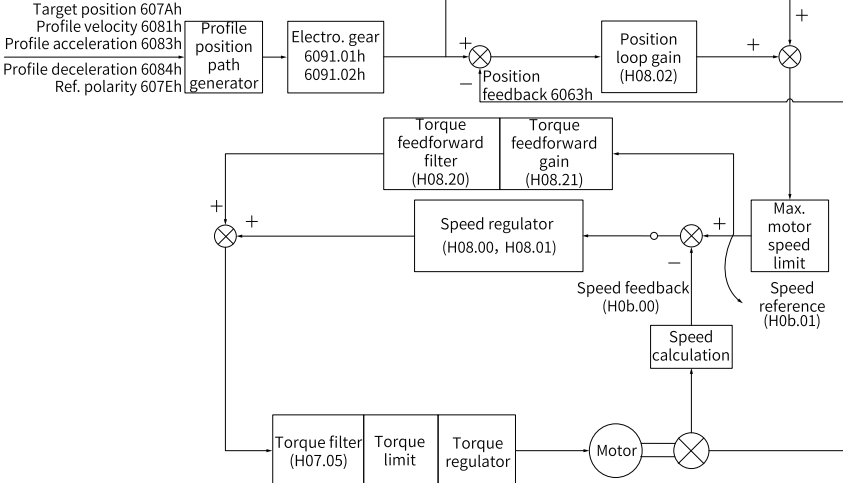 Target position 607Ah
Profile velocity 6081h
Profile acceleration 6083h
Profile deceleration 6084h
Ref. polarity 607Eh
Profile
position
path
generator
Electro. gear
6091.01h
6091.02h
+
−
Position
feedback 6063h
Position
loop gain
(H08.02)
+
+
Torque
feedforward
filter
(H08.20)
Torque
feedforward
gain
(H08.21)
+
+
Speed regulator
(H08.00, H08.01)
+
−
Max.
motor
speed
limit
Speed feedback
(H0b.00)
Speed
reference
(H0b.01)
Speed
calculation
Torque filter
(H07.05)
Torque
limit
Torque
regulator
Motor